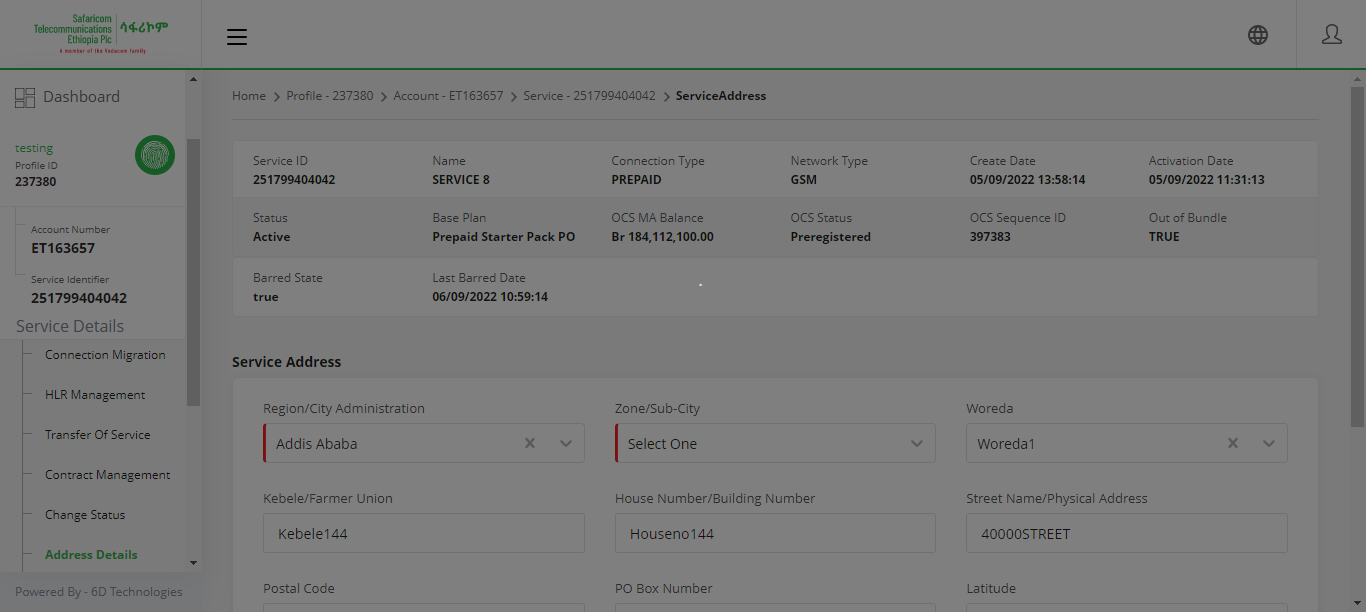 Safaricom
Telecommunications
Ethiopia Plc
ሳፋሪኮም
A member of the Vodacom family
Dashboard
testing
Profile ID
237380
Account Number
ET163657
Service Identifier
251799404042
Service Details
Connection Migration
HLR Management
Transfer Of Service
Contract Management
Change Status
Address Details
Powered By - 6D Technologies
Home > Profile - 237380 > Account - ET163657 > Service - 251799404042 > ServiceAddress
Service ID Name Connection Type Network Type Create Date Activation Date
251799404042 SERVICE 8 PREPAID GSM 05/09/2022 13:58:14 05/09/2022 11:31:13
Status Base Plan OCS MA Balance OCS Status OCS Sequence ID Out of Bundle
Active Prepaid Starter Pack PO Br 184,112,100.00 Preregistered 397383 TRUE
Barred State Last Barred Date
true 06/09/2022 10:59:14
Service Address
Region/City Administration Zone/Sub-City Woreda
Addis Ababa Select One Woreda1
Kebele/Farmer Union House Number/Building Number Street Name/Physical Address
Kebele144 Houseno144 40000STREET
Postal Code PO Box Number Latitude